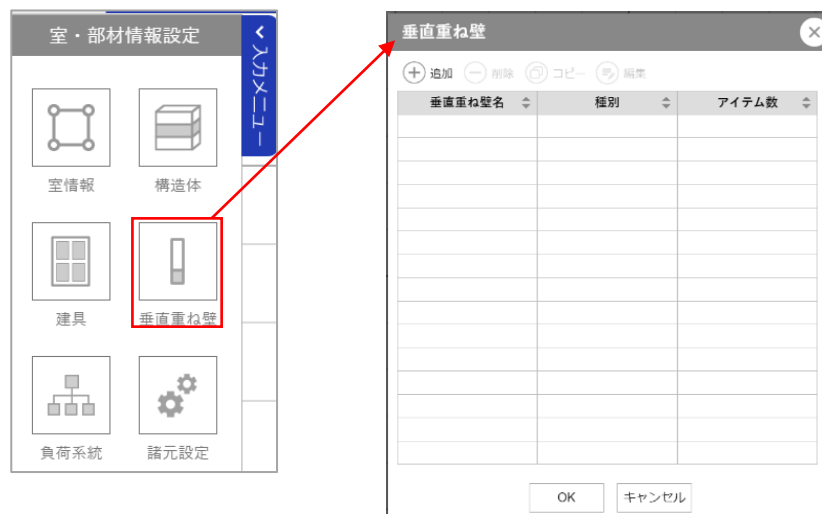 室・部材情報設定
入力メニュー
室情報 構造体
建具 垂直重ね壁
負荷系統 諸元設定
垂直重ね壁
追加 削除 コピー 編集
垂直重ね壁名 種別 アイテム数
OK キャンセル